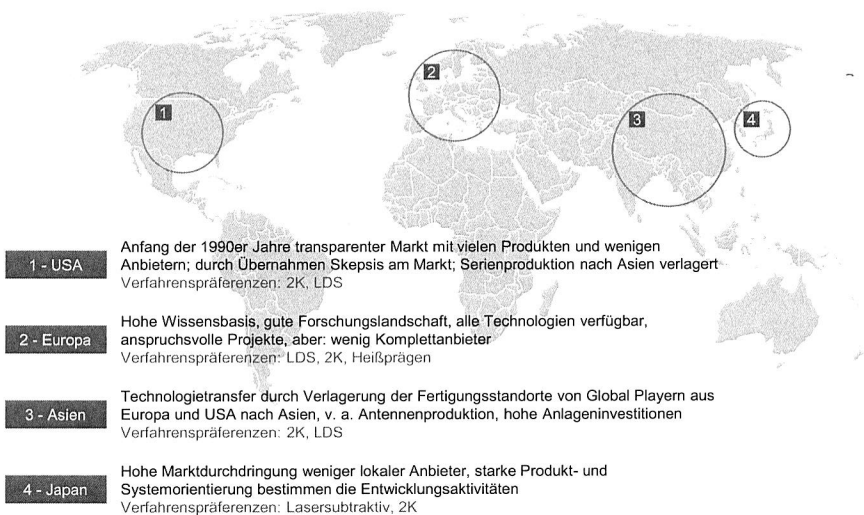 1
2
3
4
1 - USA
Anfang der 1990er Jahre transparenter Markt mit vielen Produkten und wenigen
Anbietern; durch Übernahmen Skepsis am Markt; Serienproduktion nach Asien verlagert
Verfahrenspräferenzen: 2K, LDS
2 - Europa
Hohe Wissensbasis, gute Forschungslandschaft, alle Technologien verfügbar,
anspruchsvolle Projekte, aber: wenig Komplettanbieter
Verfahrenspräferenzen: LDS, 2K, Heißprägen
3 - Asien
Technologietransfer durch Verlagerung der Fertigungsstandorte von Global Playern aus
Europa und USA nach Asien, v. a. Antennenproduktion, hohe Anlageninvestitionen
Verfahrenspräferenzen: 2K, LDS
4 - Japan
Hohe Marktdurchdringung weniger lokaler Anbieter, starke Produkt- und
Systemorientierung bestimmen die Entwicklungsaktivitäten
Verfahrenspräferenzen: Lasersubtraktiv, 2K